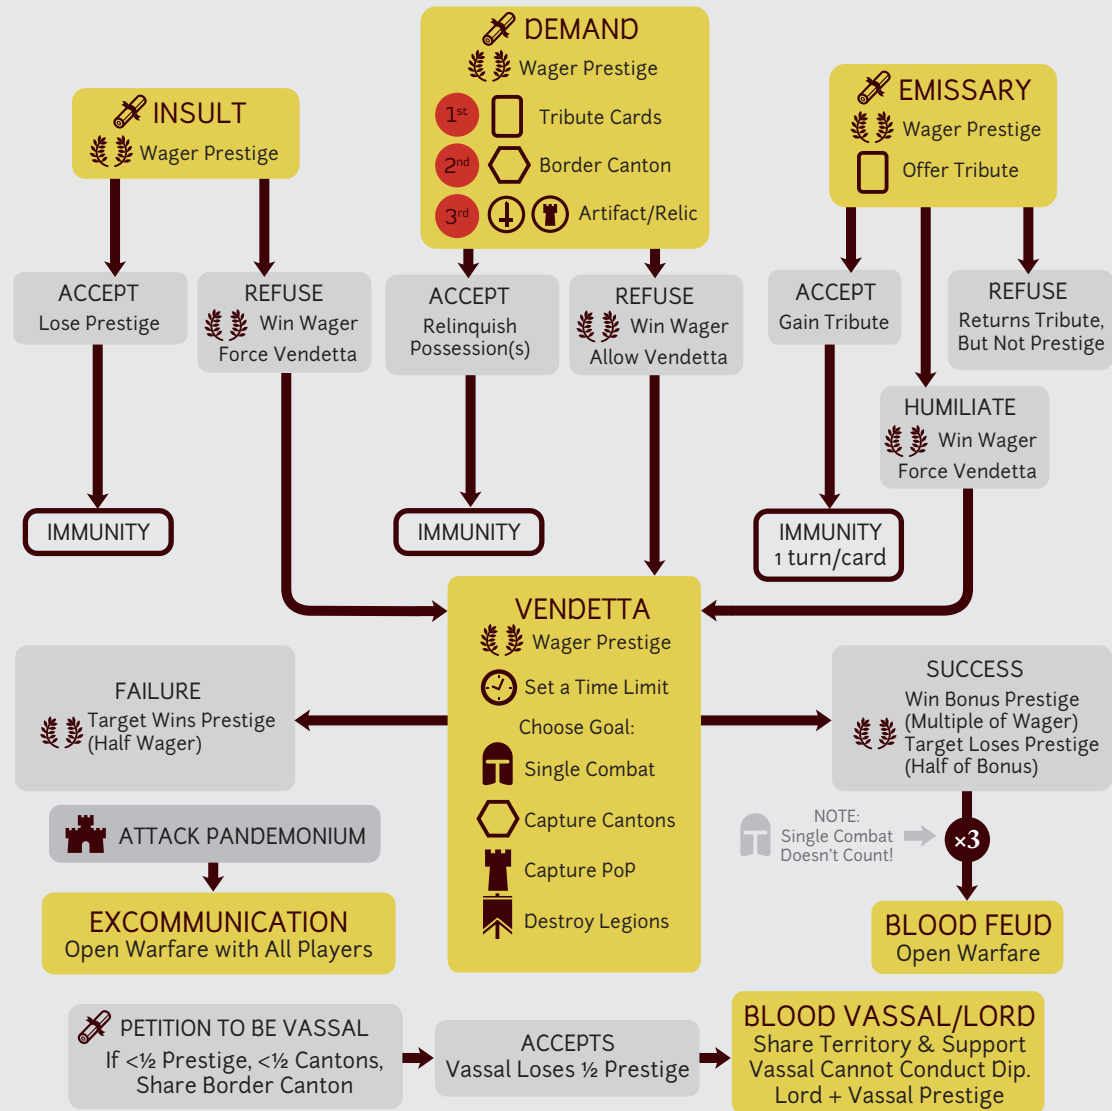 INSULT
Wager Prestige
DEMAND
Wager Prestige
1st Tribute Cards
2nd Border Canton
3rd Artifact/Relic
EMISSARY
Wager Prestige
Offer Tribute
ACCEPT
Lose Prestige
REFUSE
Win Wager
Force Vendetta
ACCEPT
Relinquish
Possession(s)
REFUSE
Win Wager
Allow Vendetta
ACCEPT
Gain Tribute
REFUSE
Returns Tribute,
But Not Prestige
HUMILIATE
Win Wager
Force Vendetta
IMMUNITY
IMMUNITY
IMMUNITY
1 turn/card
VENDETTA
Wager Prestige
Set a Time Limit
Choose Goal:
Single Combat
Capture Cantons
Capture PoP
Destroy Legions
FAILURE
Target Wins Prestige
(Half Wager)
SUCCESS
Win Bonus Prestige
(Multiple of Wager)
Target Loses Prestige
(Half of Bonus)
ATTACK PANDEMONIUM
EXCOMMUNICATION
Open Warfare with All Players
NOTE:
Single Combat
Doesn't Count!
×3
BLOOD FEUD
Open Warfare
PETITION TO BE VASSAL
If <½ Prestige, <½ Cantons,
Share Border Canton
ACCEPTS
Vassal Loses ½ Prestige
BLOOD VASSAL/LORD
Share Territory & Support
Vassal Cannot Conduct Dip.
Lord + Vassal Prestige